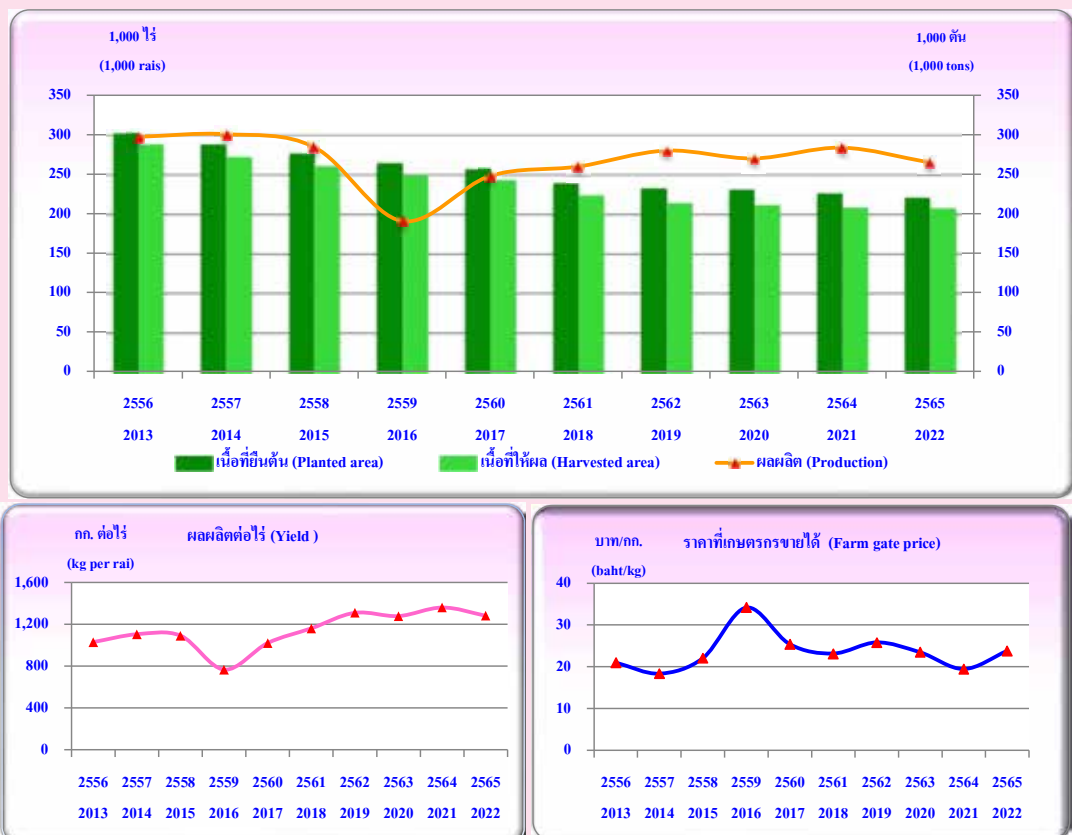 1,000 ไร่
(1,000 rais)
1,000 ตัน
(1,000 tons)
350 350
300 300
250 250
200 200
150 150
100 100
50 50
0 0
2556 2557 2558 2559 2560 2561 2562 2563 2564 2565
2013 2014 2015 2016 2017 2018 2019 2020 2021 2022
เนื้อที่ยืนต้น (Planted area) เนื้อที่ให้ผล (Harvested area) ผลผลิต (Production)
กก. ต่อไร่ ผลผลิตต่อไร่ (Yield )
(kg per rai)
1,600
1,200
800
400
0
2556 2557 2558 2559 2560 2561 2562 2563 2564 2565
2013 2014 2015 2016 2017 2018 2019 2020 2021 2022
บาท/กก. ราคาที่เกษตรกรขายได้ (Farm gate price)
(baht/kg)
40
30
20
10
0
2556 2557 2558 2559 2560 2561 2562 2563 2564 2565
2013 2014 2015 2016 2017 2018 2019 2020 2021 2022